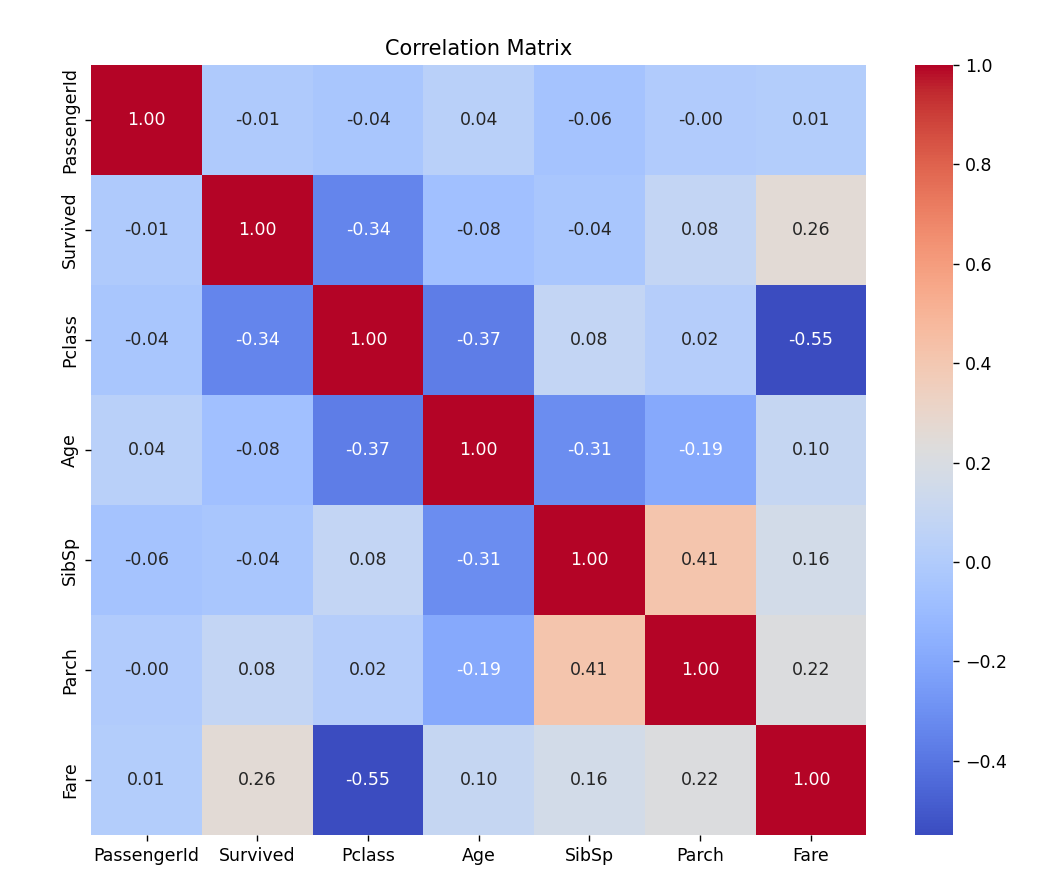 Correlation Matrix
PassengerId 1.00 -0.01 -0.04 0.04 -0.06 -0.00 0.01
Survived -0.01 1.00 -0.34 -0.08 -0.04 0.08 0.26
Pclass -0.04 -0.34 1.00 -0.37 0.08 0.02 -0.55
Age 0.04 -0.08 -0.37 1.00 -0.31 -0.19 0.10
SibSp -0.06 -0.04 0.08 -0.31 1.00 0.41 0.16
Parch -0.00 0.08 0.02 -0.19 0.41 1.00 0.22
Fare 0.01 0.26 -0.55 0.10 0.16 0.22 1.00
PassengerId Survived Pclass Age SibSp Parch Fare
1.0
0.8
0.6
0.4
0.2
0.0
−0.2
−0.4